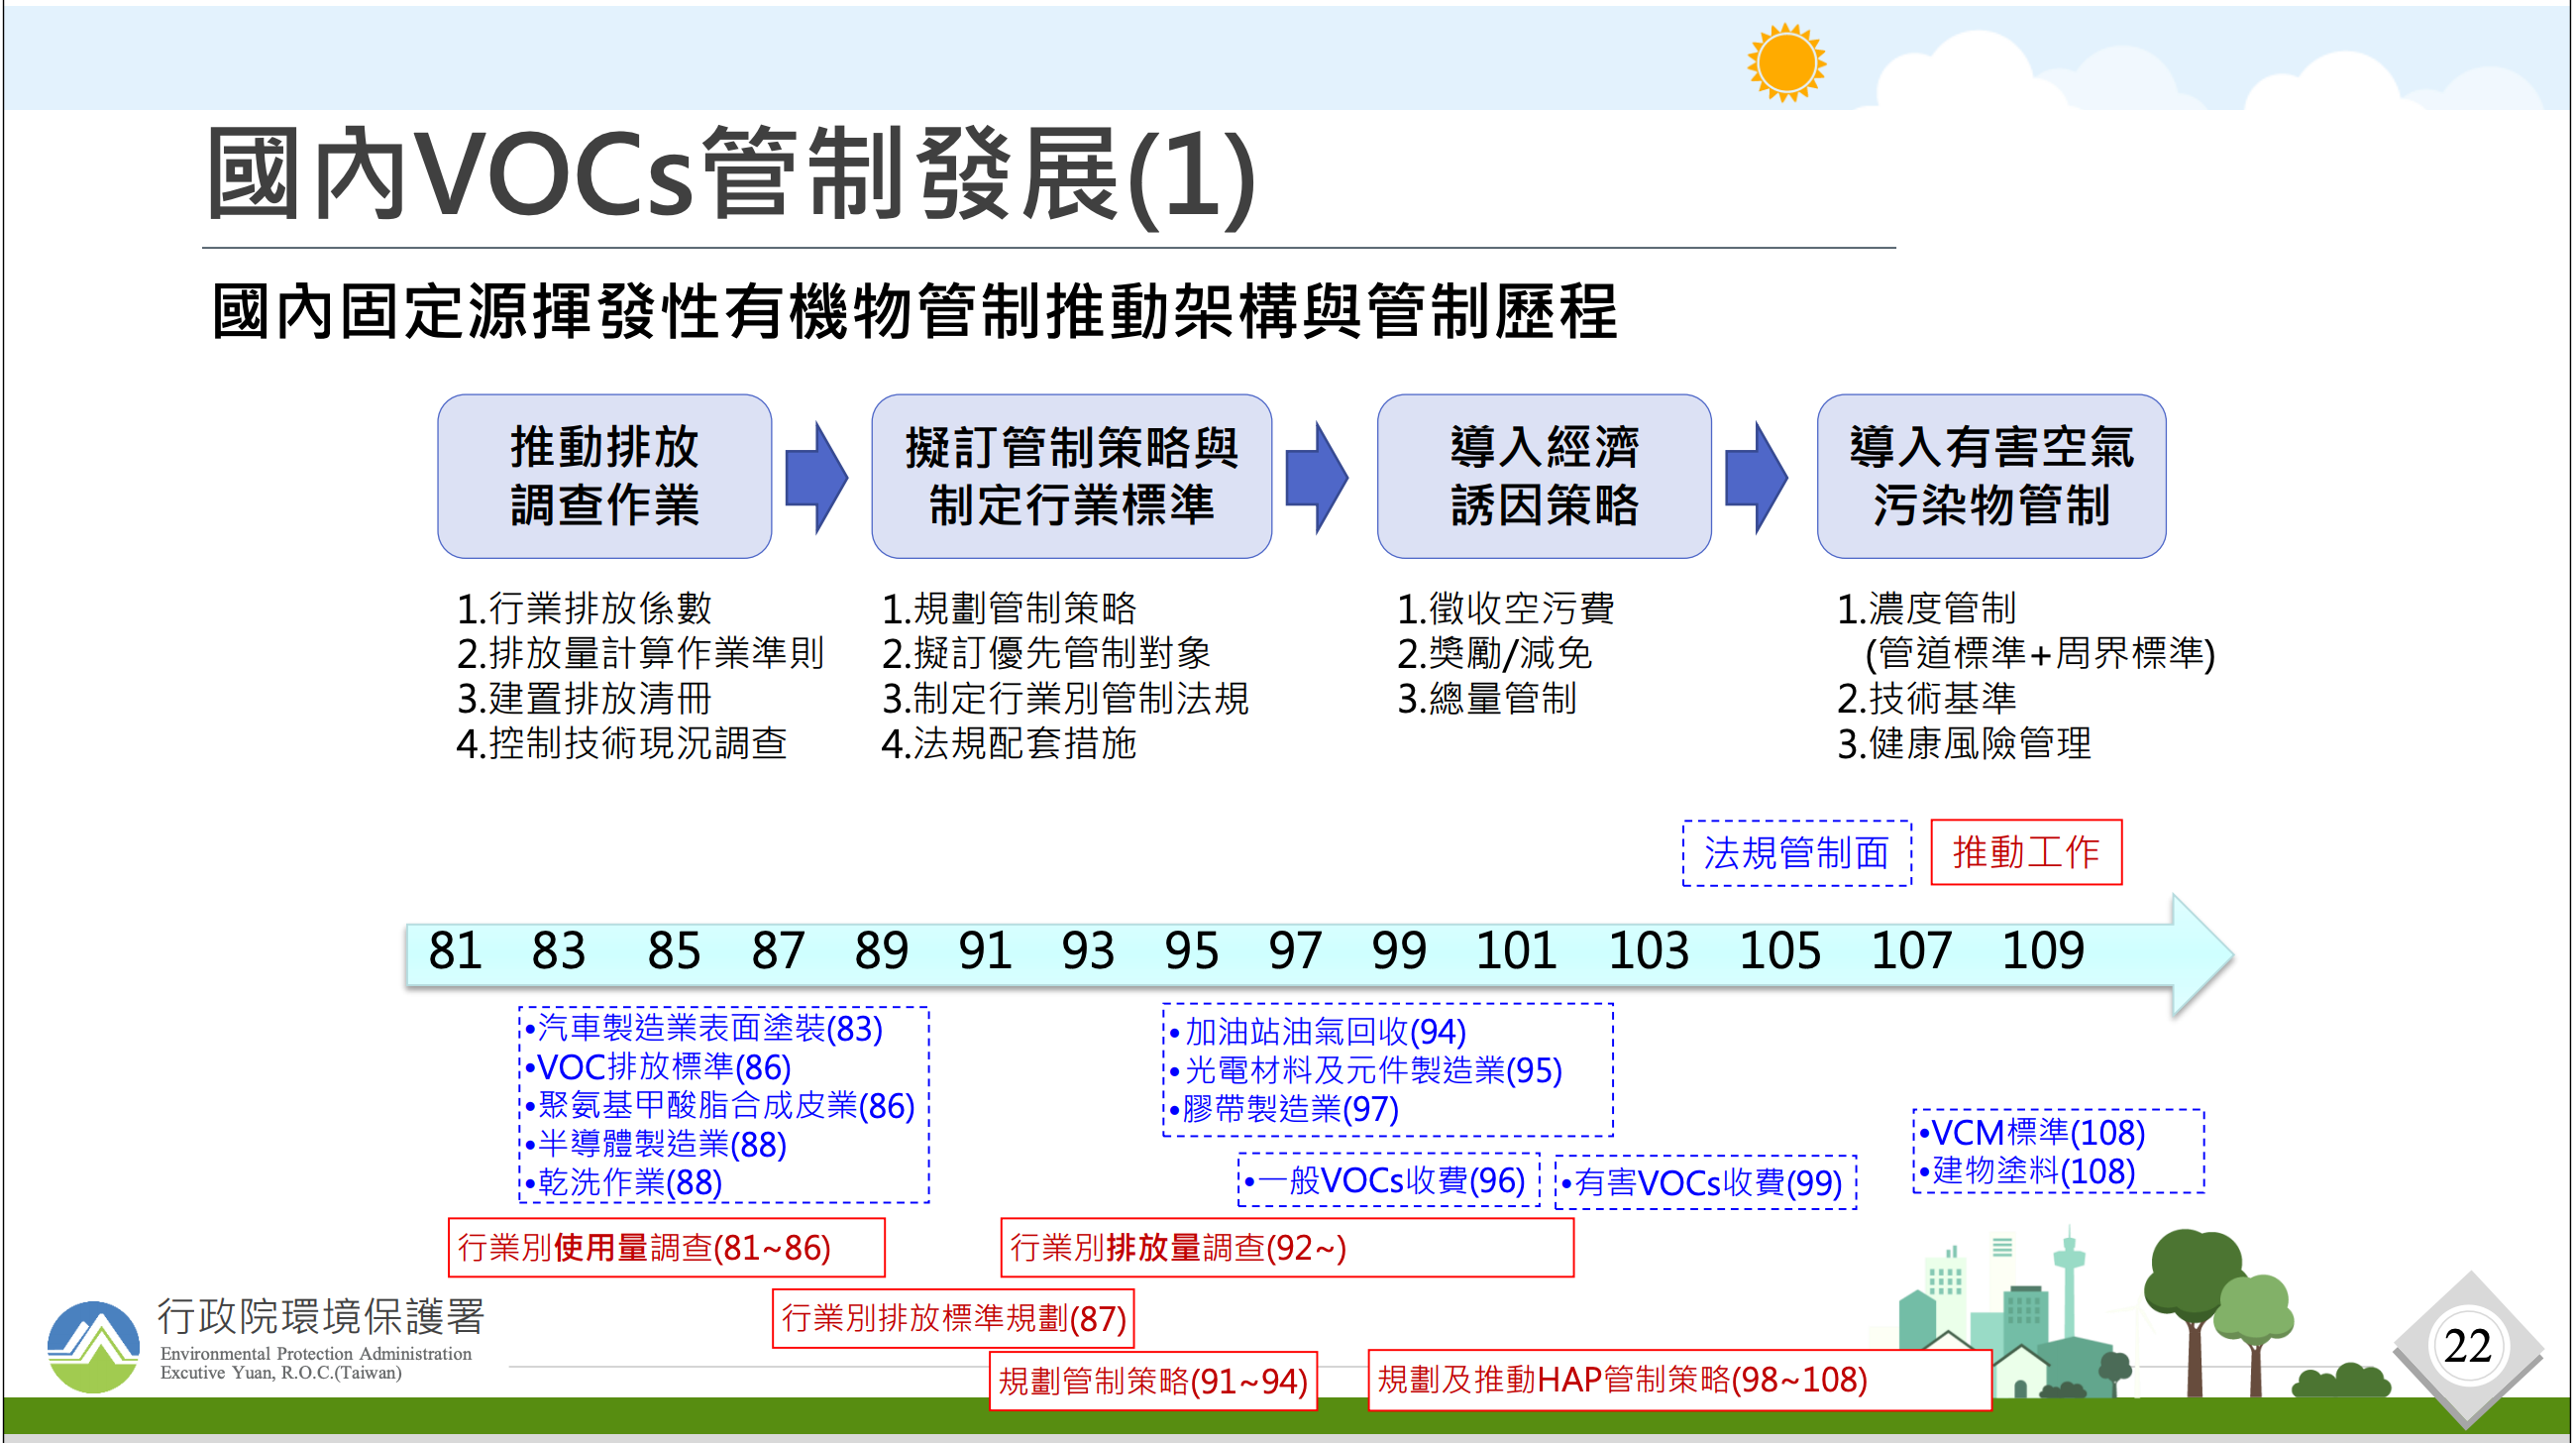 國內VOCs管制發展(1)
國內固定源揮發性有機物管制推動架構與管制歷程
推動排放
調查作業
擬訂管制策略與
制定行業標準
導入經濟
誘因策略
導入有害空氣
污染物管制
1.行業排放係數
2.排放量計算作業準則
3.建置排放清冊
4.控制技術現況調查
1.規劃管制策略
2.擬訂優先管制對象
3.制定行業別管制法規
4.法規配套措施
1.徵收空污費
2.獎勵/減免
3.總量管制
1.濃度管制
(管道標準+周界標準)
2.技術基準
3.健康風險管理
法規管制面
推動工作
81 83 85 87 89 91 93 95 97 99 101 103 105 107 109
•汽車製造業表面塗裝(83)
•VOC排放標準(86)
•聚氨基甲酸脂合成皮業(86)
•半導體製造業(88)
•乾洗作業(88)
•加油站油氣回收(94)
•光電材料及元件製造業(95)
•膠帶製造業(97)
•一般VOCs收費(96)
•有害VOCs收費(99)
•VCM標準(108)
•建物塗料(108)
行業別使用量調查(81~86)
行業別排放量調查(92~)
行業別排放標準規劃(87)
規劃管制策略(91~94)
規劃及推動HAP管制策略(98~108)
行政院環境保護署
Environmental Protection Administration
Excutive Yuan, R.O.C.(Taiwan)
22